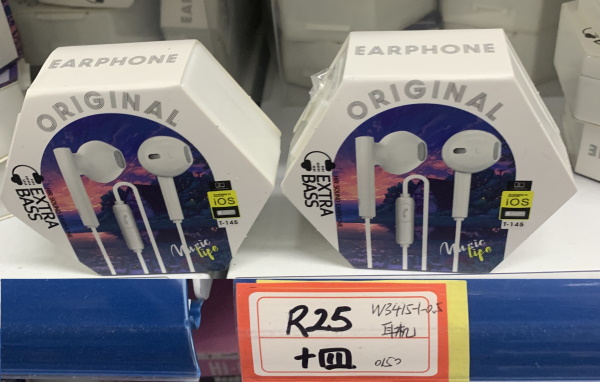 EARPHONE
ORIGINAL
EXTRA
BASS
iOS
T-145
Music
life
EARPHONE
ORIGINAL
EXTRA
BASS
iOS
T-145
Music
life
R25
W3415-1-0.5
耳机
十四
0150